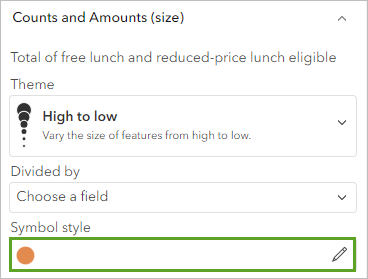 Counts and Amounts (size)
Total of free lunch and reduced-price lunch eligible
Theme
High to low
Vary the size of features from high to low.
Divided by
Choose a field
Symbol style